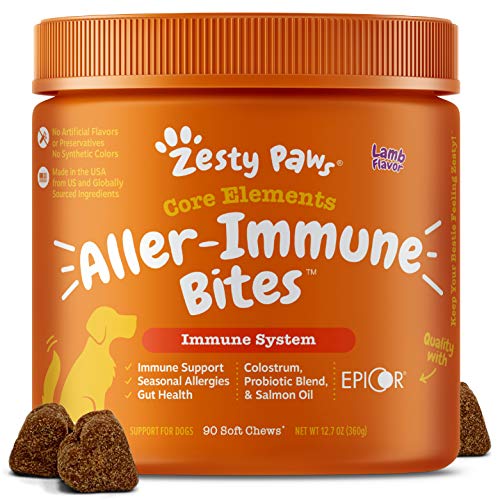 No Artificial Flavors
or Preservatives
No Synthetic Colors
Made in the USA
from US and Globally
Sourced Ingredients
Zesty Paws®
Lamb
Flavor
Core Elements
Aller-Immune
Bites™
Immune System
Immune Support
Seasonal Allergies
Gut Health
Colostrum,
Probiotic Blend,
& Salmon Oil
Quality
with
EPICOR®
Keep Your Bestie Feeling Zesty!
SUPPORT FOR DOGS
90 Soft Chews
NET WT 12.7 OZ (360g)